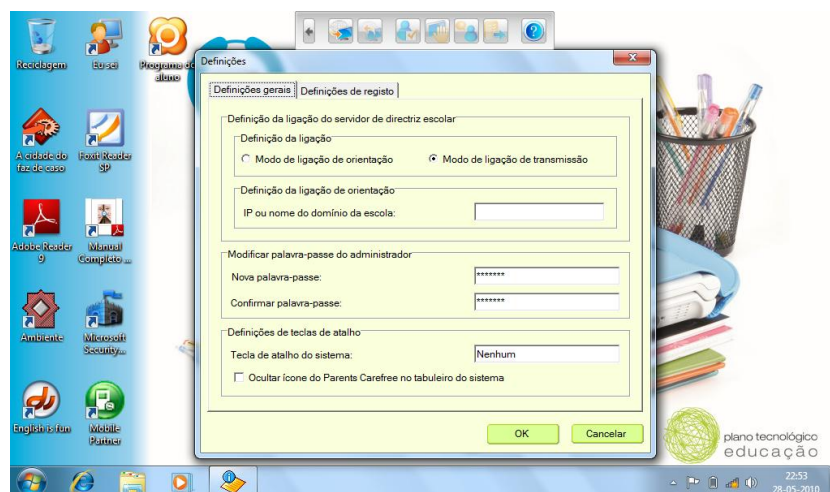 Definições
Definições gerais
Definições de registo
Definição da ligação do servidor de directriz escolar
Definição da ligação
Modo de ligação de orientação
Modo de ligação de transmissão
Definição da ligação de orientação
IP ou nome do domínio da escola:
Modificar palavra-passe do administrador
Nova palavra-passe:
*******
Confirmar palavra-passe:
*******
Definições de teclas de atalho
Tecla de atalho do sistema:
Nenhum
Ocultar ícone do Parents Carefree no tabuleiro do sistema
OK
Cancelar
Reciclagem
Eu sei
Programa do
aluno
A cidade do
faz de caso
Foxit Reader
SP
Adobe Reader
9
Manual
Completo ...
Ambiente
Microsoft
Security...
English is fun
Mobile
Partner
plano tecnológico
educação
22:53
28-05-2010